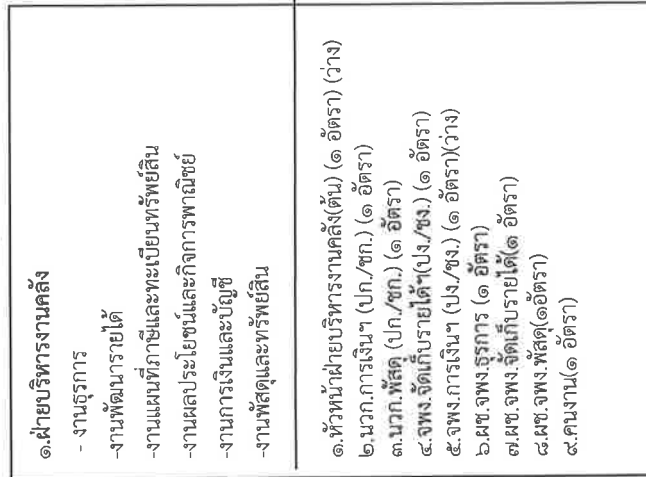 ๑.ฝ่ายบริหารงานคลัง
- งานธุรการ
-งานพัฒนารายได้
-งานแผนที่ภาษีและทะเบียนทรัพย์สิน
-งานผลประโยชน์และกิจการพาณิชย์
-งานการเงินและบัญชี
-งานพัสดุและทรัพย์สิน
๑.หัวหน้าฝ่ายบริหารงานคลัง(ต้น) (๑ อัตรา) (ว่าง)
๒.นวก.การเงินฯ (ปก./ชก.) (๑ อัตรา)
๓.นวก.พัสดุ (ปก./ชก.) (๑ อัตรา)
๔.จพง.จัดเก็บรายได้ฯ(ปง./ชง.) (๑ อัตรา)
๕.จพง.การเงินฯ (ปง./ชง.) (๑ อัตรา)(ว่าง)
๖.ผช.จพง.ธุรการ (๑ อัตรา)
๗.ผช.จพง.จัดเก็บรายได้(๑ อัตรา)
๘.ผช.จพง.พัสดุ(๑อัตรา)
๙.คนงาน(๑ อัตรา)